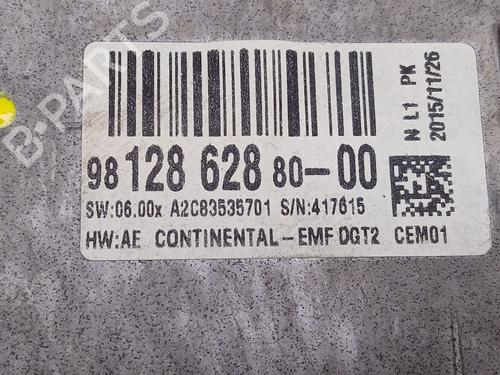 B-PARTS
98 128 628 80-00
SW:06.00x A2C83535701 S/N:417615
HW:AE CONTINENTAL-EMF DGT2 CEM01
N L1 PK
2015/11/26